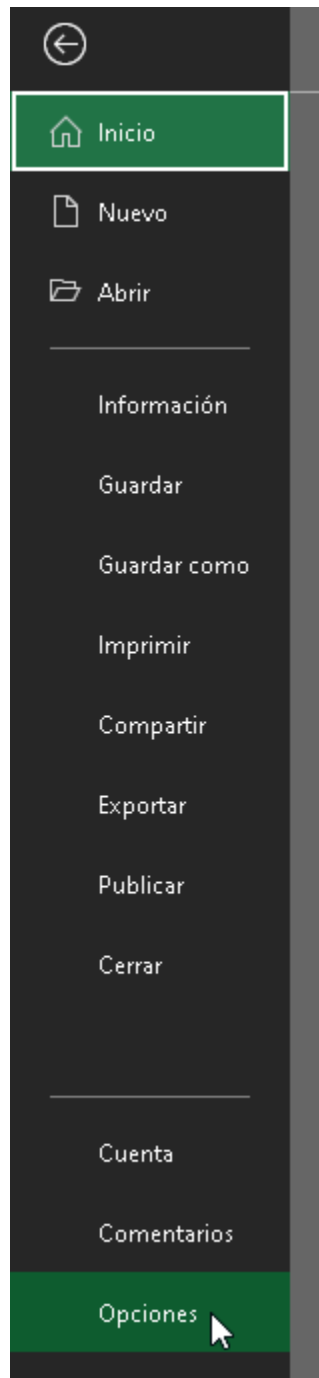 Inicio
Nuevo
Abrir
Información
Guardar
Guardar como
Imprimir
Compartir
Exportar
Publicar
Cerrar
Cuenta
Comentarios
Opciones